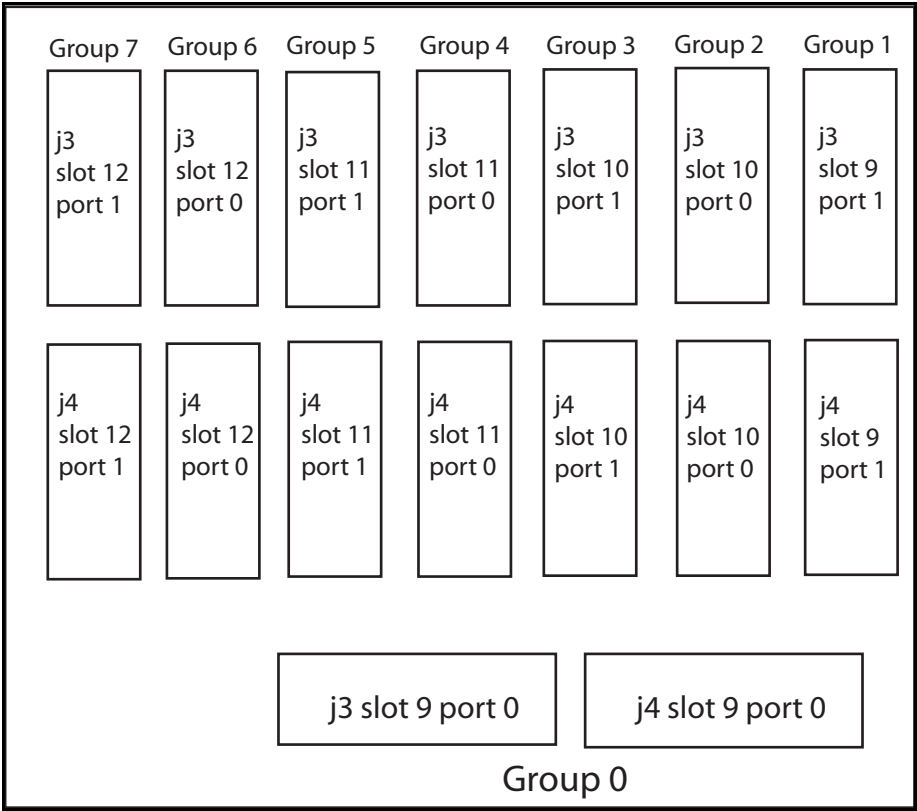 Group 7 Group 6 Group 5 Group 4 Group 3 Group 2 Group 1
j3
slot 12
port 1
j3
slot 12
port 0
j3
slot 11
port 1
j3
slot 11
port 0
j3
slot 10
port 1
j3
slot 10
port 0
j3
slot 9
port 1
j4
slot 12
port 1
j4
slot 12
port 0
j4
slot 11
port 1
j4
slot 11
port 0
j4
slot 10
port 1
j4
slot 10
port 0
j4
slot 9
port 1
j3 slot 9 port 0
j4 slot 9 port 0
Group 0